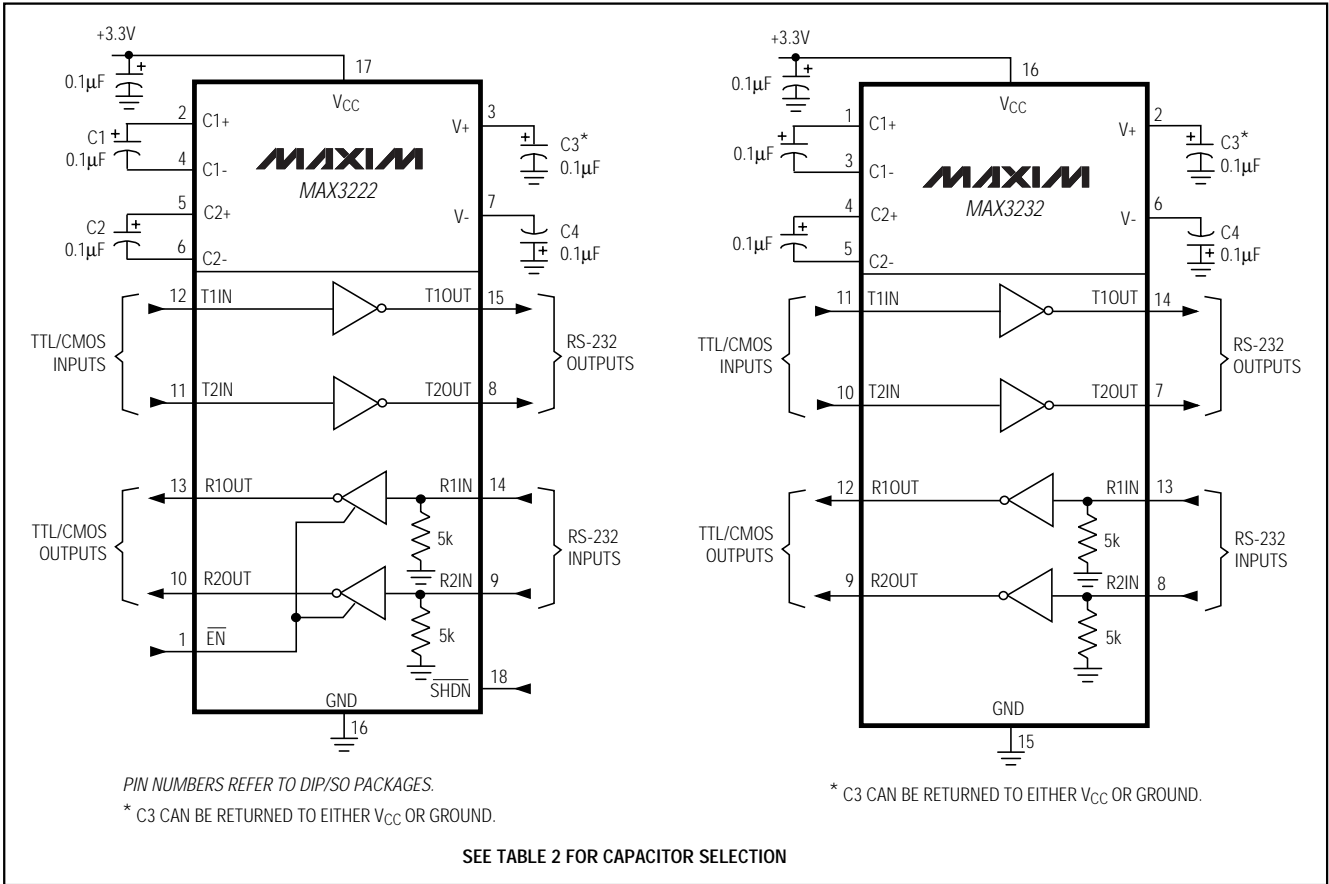 +3.3V
0.1µF
+
17
VCC
2
C1+
C1
+
0.1µF
4
C1-
5
C2+
C2
+
0.1µF
6
C2-
MAXIM
MAX3222
V+
3
+
C3*
0.1µF
V-
7
C4
+
0.1µF
TTL/CMOS
INPUTS
12
T1IN
T1OUT
15
11
T2IN
T2OUT
8
RS-232
OUTPUTS
TTL/CMOS
OUTPUTS
13
R1OUT
R1IN
14
5k
10
R2OUT
R2IN
9
5k
RS-232
INPUTS
1
EN
SHDN
18
GND
16
PIN NUMBERS REFER TO DIP/SO PACKAGES.
* C3 CAN BE RETURNED TO EITHER VCC OR GROUND.
+3.3V
0.1µF
+
16
VCC
1
C1+
+
0.1µF
3
C1-
4
C2+
+
0.1µF
5
C2-
MAXIM
MAX3232
V+
2
+
C3*
0.1µF
V-
6
C4
+
0.1µF
TTL/CMOS
INPUTS
11
T1IN
T1OUT
14
10
T2IN
T2OUT
7
RS-232
OUTPUTS
TTL/CMOS
OUTPUTS
12
R1OUT
R1IN
13
5k
9
R2OUT
R2IN
8
5k
RS-232
INPUTS
GND
15
* C3 CAN BE RETURNED TO EITHER VCC OR GROUND.
SEE TABLE 2 FOR CAPACITOR SELECTION